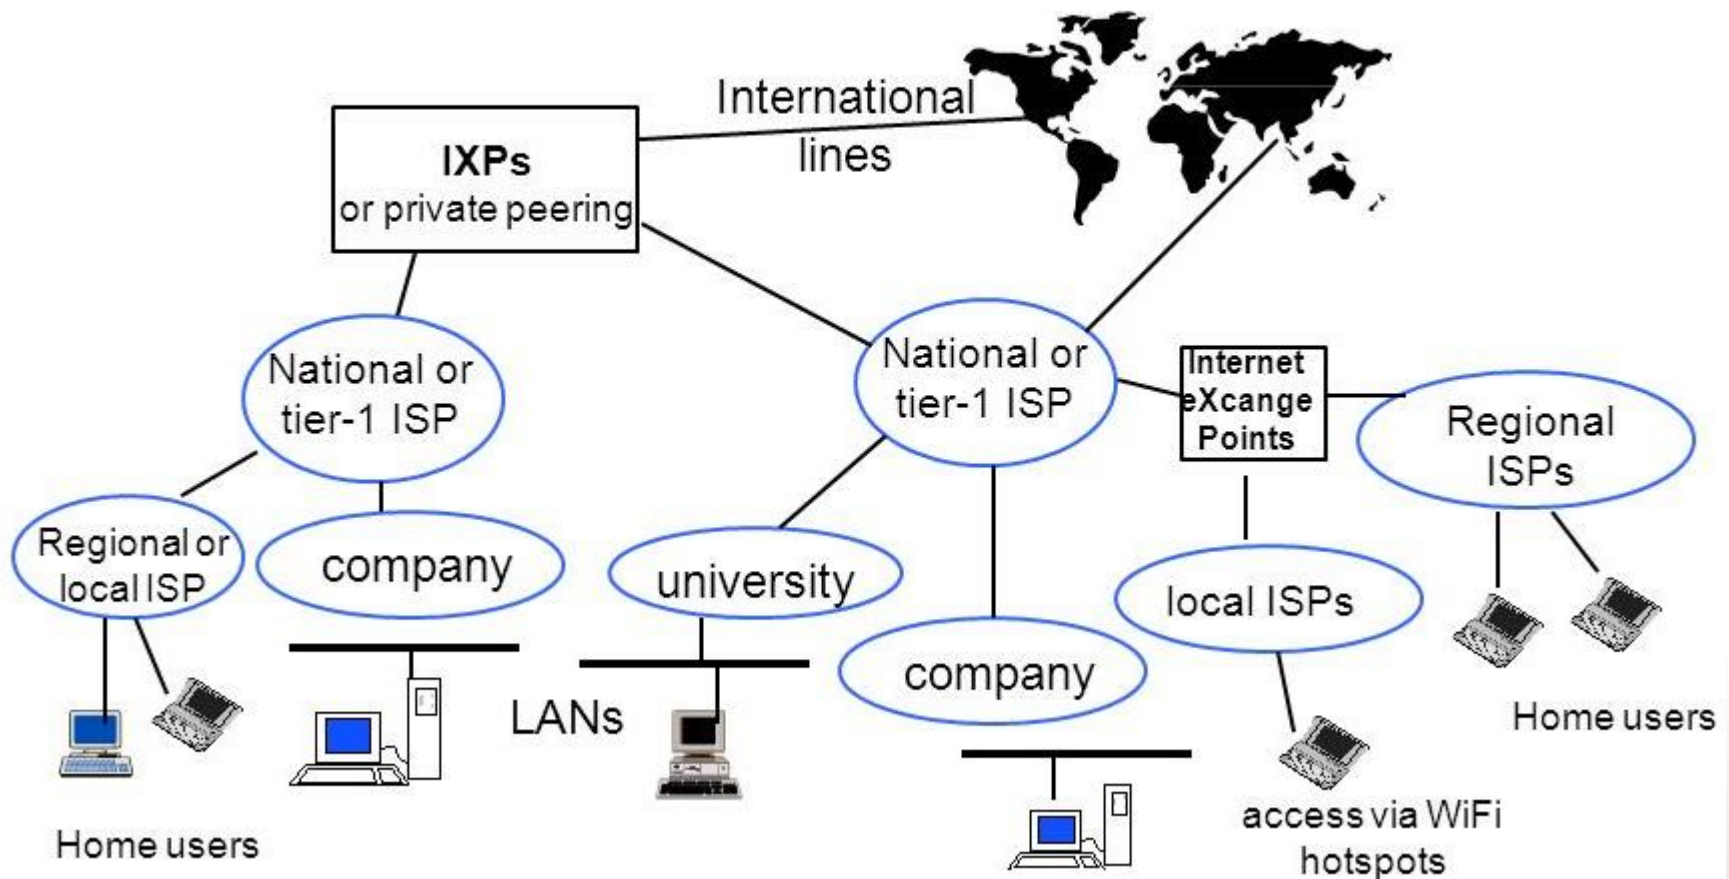 International
lines
IXPs
or private peering
National or
tier-1 ISP
National or
tier-1 ISP
Internet
eXcange
Points
Regional
ISPs
Regional or
local ISP
company
university
local ISPs
company
LANs
Home users
Home users
access via WiFi
hotspots